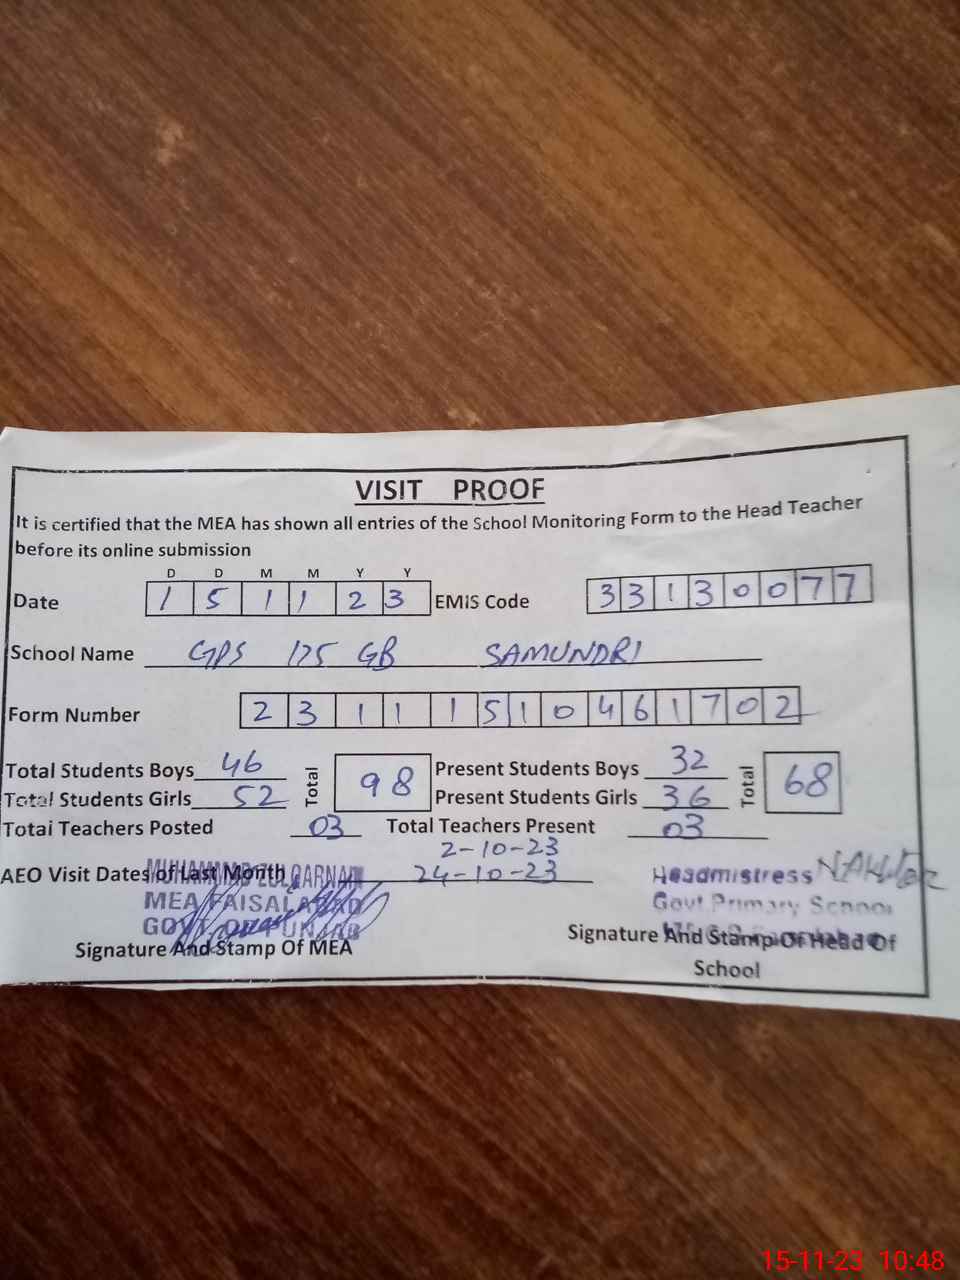 VISIT PROOF
It is certified that the MEA has shown all entries of the School Monitoring Form to the Head Teacher
before its online submission
D D M M Y Y
Date 1 5 1 1 2 3 EMIS Code 3 3 1 3 0 0 7 7
School Name GPS 175 GB SAMUNDRI
Form Number 2 3 1 1 1 5 1 0 4 6 1 7 0 2
Total Students Boys 46 Total 98 Present Students Boys 32 Total 68
Total Students Girls 52 Present Students Girls 36
Total Teachers Posted 03 Total Teachers Present 03
2-10-23
AEO Visit Dates of Last Month 24-10-23
MUHAMMAD ZULQARNAIN
MEA FAISALABAD
GOVT. OF PUNJAB
Signature And Stamp Of MEA
Headmistress
Govt. Primary School
Signature And Stamp Of Head Of
School
15-11-23 10:48